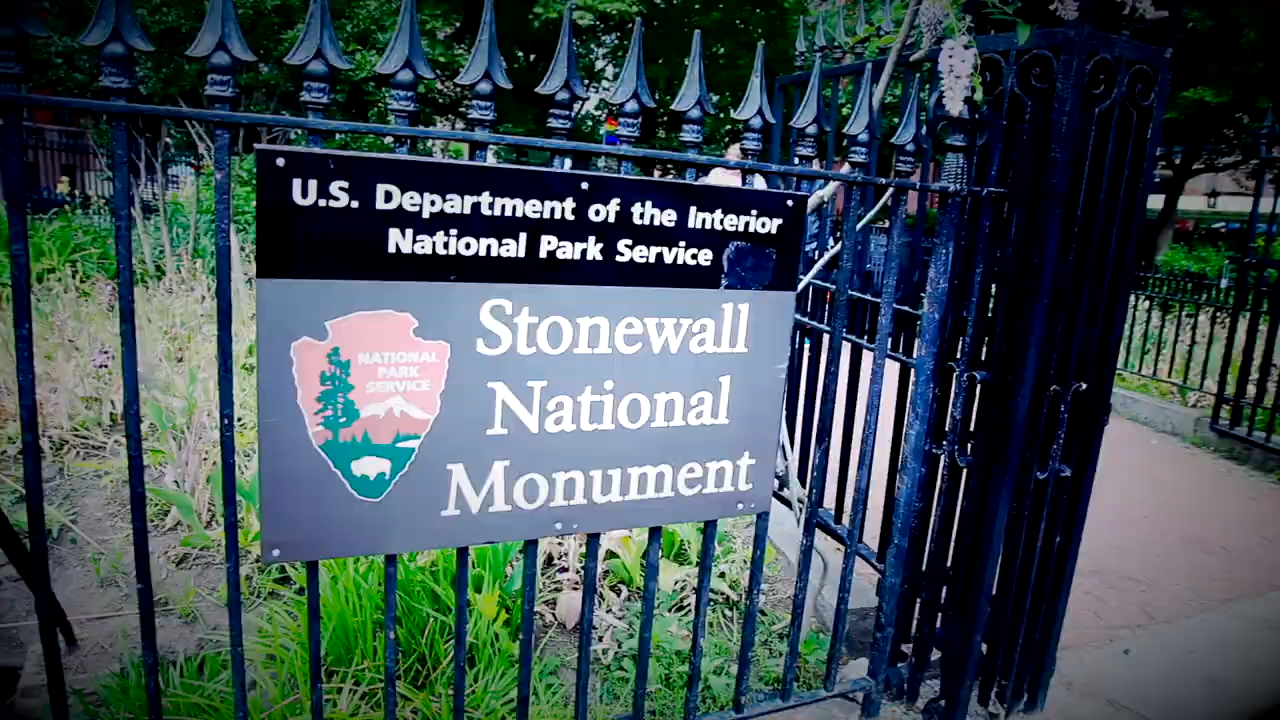 U.S. Department of the Interior
National Park Service
NATIONAL
PARK
SERVICE
Stonewall
National
Monument